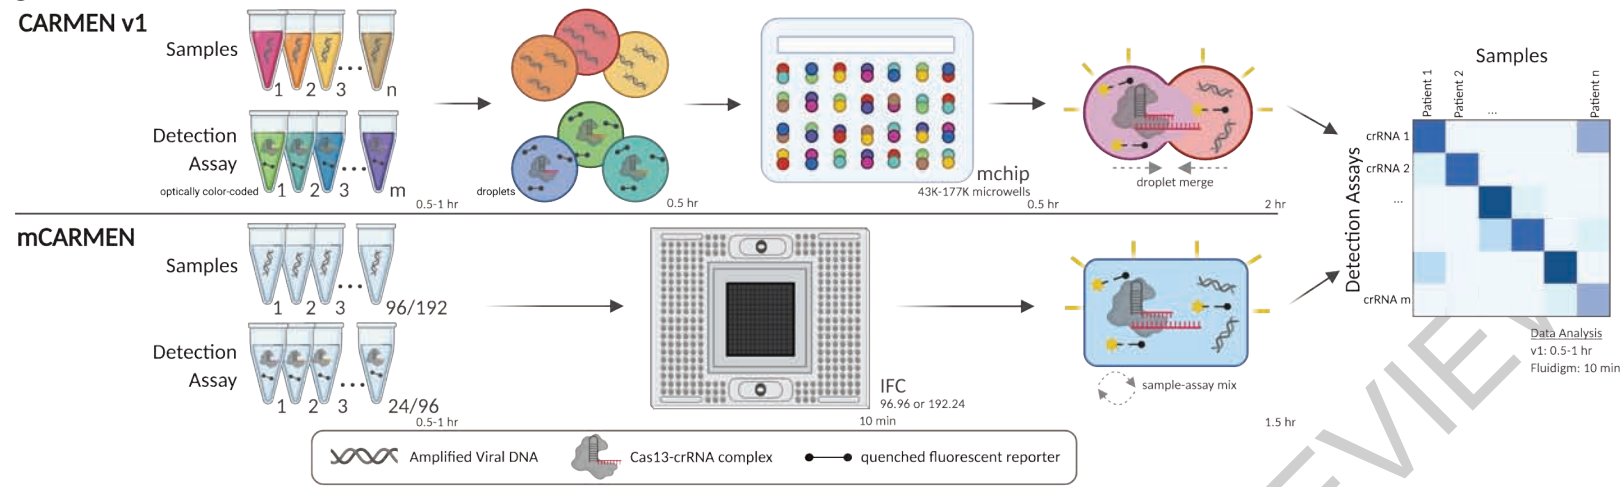 CARMEN v1
Samples
1 2 3 ... n
Detection
Assay
optically color-coded
1 2 3 ... m
0.5-1 hr
droplets
0.5 hr
mchip
43K-177K microwells
0.5 hr
droplet merge
2 hr
mCARMEN
Samples
1 2 3 ... 96/192
Detection
Assay
1 2 3 ... 24/96
0.5-1 hr
IFC
96.96 or 192.24
10 min
sample-assay mix
1.5 hr
Samples
Patient 1
Patient 2
...
Patient n
Detection Assays
crRNA 1
crRNA 2
...
crRNA m
Data Analysis
v1: 0.5-1 hr
Fluidigm: 10 min
Amplified Viral DNA
Cas13-crRNA complex
quenched fluorescent reporter